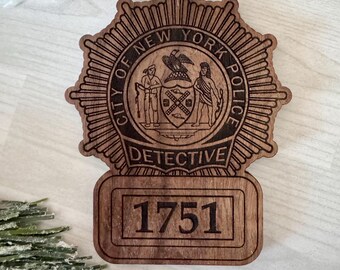 CITY OF NEW YORK POLICE
DETECTIVE
1751